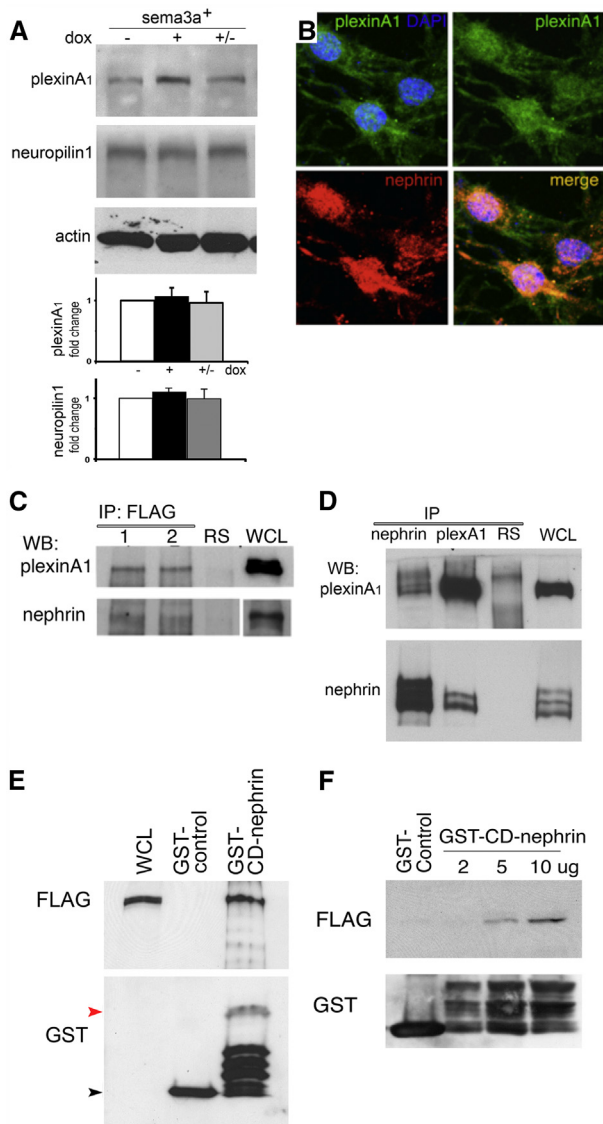 A
sema3a+
dox - + +/-
plexinA1
neuropilin1
actin
plexinA1
fold change
1
0
- + +/- dox
neuropilin1
fold change
1
0
B
plexinA1 DAPI
plexinA1
nephrin
merge
C
IP: FLAG
WB: 1 2 RS WCL
plexinA1
nephrin
D
IP
nephrin plexA1 RS WCL
WB:
plexinA1
nephrin
E
WCL
GST-
control
GST-
CD-nephrin
FLAG
GST
F
GST-
Control
GST-CD-nephrin
2 5 10 ug
FLAG
GST